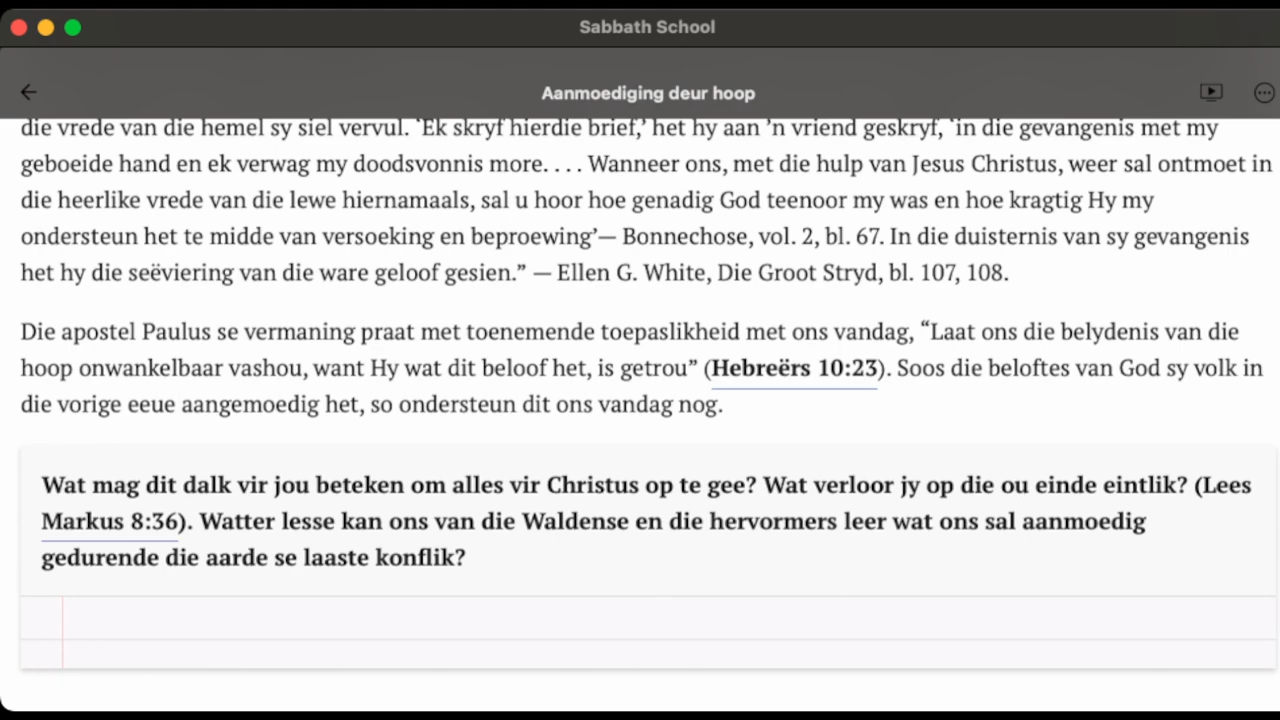 Sabbath School
Aanmoediging deur hoop
die vrede van die hemel sy siel vervul. ‘Ek skryf hierdie brief,’ het hy aan ’n vriend geskryf, ‘in die gevangenis met my
geboeide hand en ek verwag my doodsvonnis more. . . . Wanneer ons, met die hulp van Jesus Christus, weer sal ontmoet in
die heerlike vrede van die lewe hiernamaals, sal u hoor hoe genadig God teenoor my was en hoe kragtig Hy my
ondersteun het te midde van versoeking en beproewing’— Bonnechose, vol. 2, bl. 67. In die duisternis van sy gevangenis
het hy die seëviering van die ware geloof gesien.” — Ellen G. White, Die Groot Stryd, bl. 107, 108.
Die apostel Paulus se vermaning praat met toenemende toepaslikheid met ons vandag, “Laat ons die belydenis van die
hoop onwankelbaar vashou, want Hy wat dit beloof het, is getrou” (Hebreërs 10:23). Soos die beloftes van God sy volk in
die vorige eeue aangemoedig het, so ondersteun dit ons vandag nog.
Wat mag dit dalk vir jou beteken om alles vir Christus op te gee? Wat verloor jy op die ou einde eintlik? (Lees
Markus 8:36). Watter lesse kan ons van die Waldense en die hervormers leer wat ons sal aanmoedig
gedurende die aarde se laaste konflik?